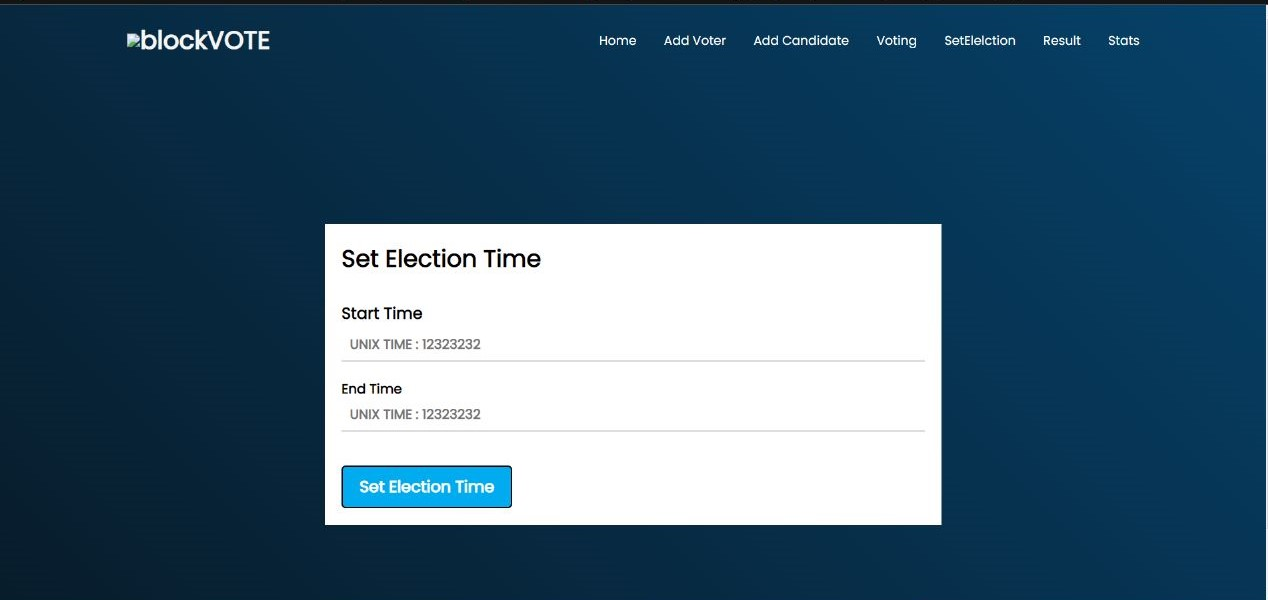 blockVOTE
Home Add Voter Add Candidate Voting SetElelction Result Stats
Set Election Time
Start Time
UNIX TIME : 12323232
End Time
UNIX TIME : 12323232
Set Election Time